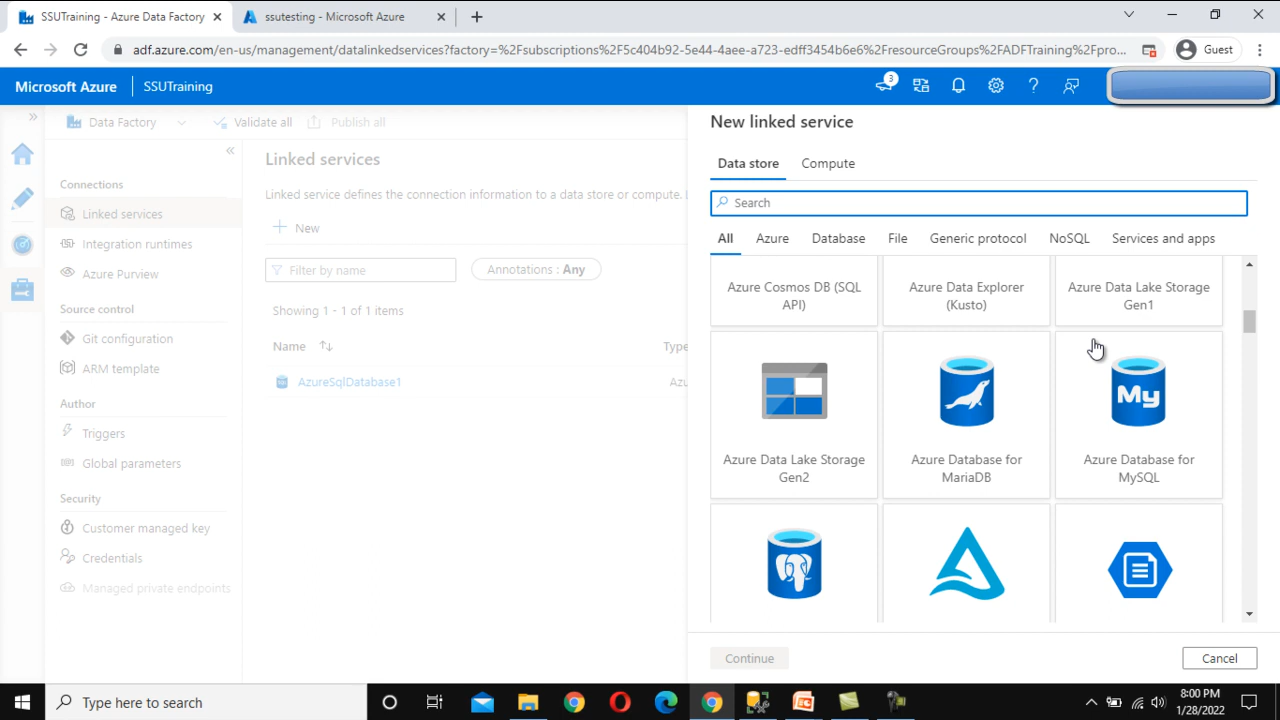 SSUTraining - Azure Data Factory
ssutesting - Microsoft Azure
adf.azure.com/en-us/management/datalinkedservices?factory=%2Fsubscriptions%2F5c404b92-5e44-4aee-a723-edff3454b6e6%2FresourceGroups%2FADFTraining%2Fpro...
Guest
Microsoft Azure
SSUTraining
3
Data Factory
Validate all
Publish all
Connections
Linked services
Integration runtimes
Azure Purview
Source control
Git configuration
ARM template
Author
Triggers
Global parameters
Security
Customer managed key
Credentials
Managed private endpoints
Linked services
Linked service defines the connection information to a data store or compute.
New
Filter by name
Annotations : Any
Showing 1 - 1 of 1 items
Name
Type
AzureSqlDatabase1
Az
New linked service
Data store
Compute
Search
All
Azure
Database
File
Generic protocol
NoSQL
Services and apps
Azure Cosmos DB (SQL
API)
Azure Data Explorer
(Kusto)
Azure Data Lake Storage
Gen1
Azure Data Lake Storage
Gen2
Azure Database for
MariaDB
My
Azure Database for
MySQL
Continue
Cancel
Type here to search
8:00 PM
1/28/2022